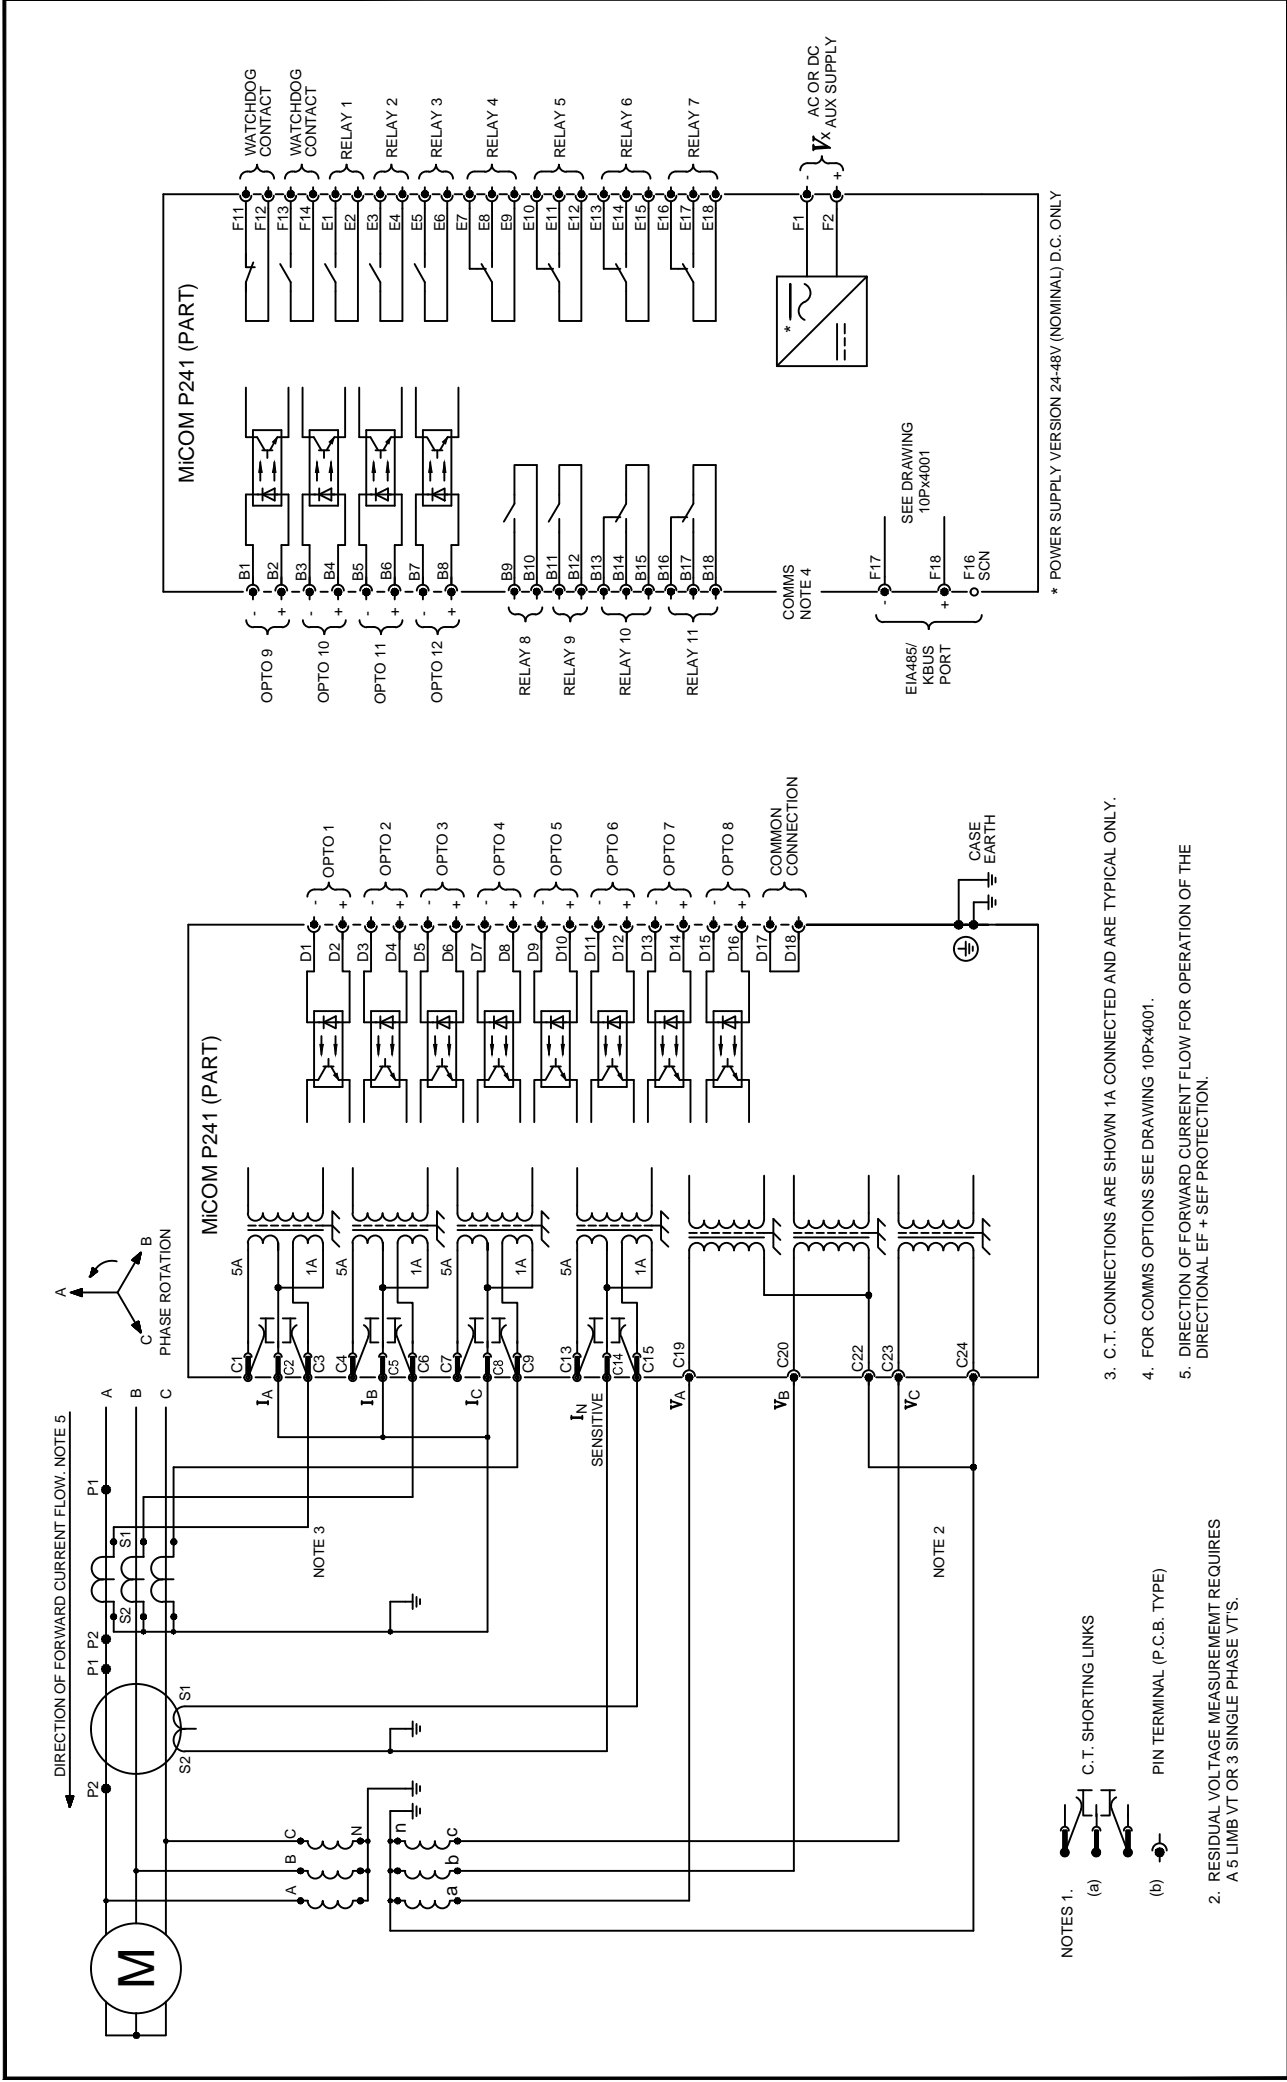 DIRECTION OF FORWARD CURRENT FLOW. NOTE 5
P2
P1
P2
P1
A
B
C
S2
S1
S2
S1
M
A
B
C
N
n
a
b
c
NOTE 3
NOTE 2
A
B
C
PHASE ROTATION
MiCOM P241 (PART)
IA
C1
C2
C3
5A
1A
IB
C4
C5
C6
5A
1A
IC
C7
C8
C9
5A
1A
IN
SENSITIVE
C13
C14
C15
5A
1A
VA
C19
VB
C20
C22
VC
C23
C24
D1
-
D2
+
OPTO 1
D3
-
D4
+
OPTO 2
D5
-
D6
+
OPTO 3
D7
-
D8
+
OPTO 4
D9
-
D10
+
OPTO 5
D11
-
D12
+
OPTO 6
D13
-
D14
+
OPTO 7
D15
-
D16
+
OPTO 8
D17
D18
COMMON
CONNECTION
CASE
EARTH
MiCOM P241 (PART)
OPTO 9
-
+
B1
B2
OPTO 10
-
+
B3
B4
OPTO 11
-
+
B5
B6
OPTO 12
-
+
B7
B8
RELAY 8
B9
B10
RELAY 9
B11
B12
RELAY 10
B13
B14
B15
RELAY 11
B16
B17
B18
COMMS
NOTE 4
EIA485/
KBUS
PORT
-
+
F17
F18
F16
SCN
SEE DRAWING
10Px4001
F11
F12
WATCHDOG
CONTACT
F13
F14
WATCHDOG
CONTACT
E1
E2
RELAY 1
E3
E4
RELAY 2
E5
E6
RELAY 3
E7
E8
E9
RELAY 4
E10
E11
E12
RELAY 5
E13
E14
E15
RELAY 6
E16
E17
E18
RELAY 7
*
F1
-
F2
+
Vx
AC OR DC
AUX SUPPLY
* POWER SUPPLY VERSION 24-48V (NOMINAL) D.C. ONLY
NOTES 1.
(a)
C.T. SHORTING LINKS
(b)
PIN TERMINAL (P.C.B. TYPE)
2. RESIDUAL VOLTAGE MEASUREMEMT REQUIRES
A 5 LIMB VT OR 3 SINGLE PHASE VT'S.
3. C.T. CONNECTIONS ARE SHOWN 1A CONNECTED AND ARE TYPICAL ONLY.
4. FOR COMMS OPTIONS SEE DRAWING 10Px4001.
5. DIRECTION OF FORWARD CURRENT FLOW FOR OPERATION OF THE
DIRECTIONAL EF + SEF PROTECTION.